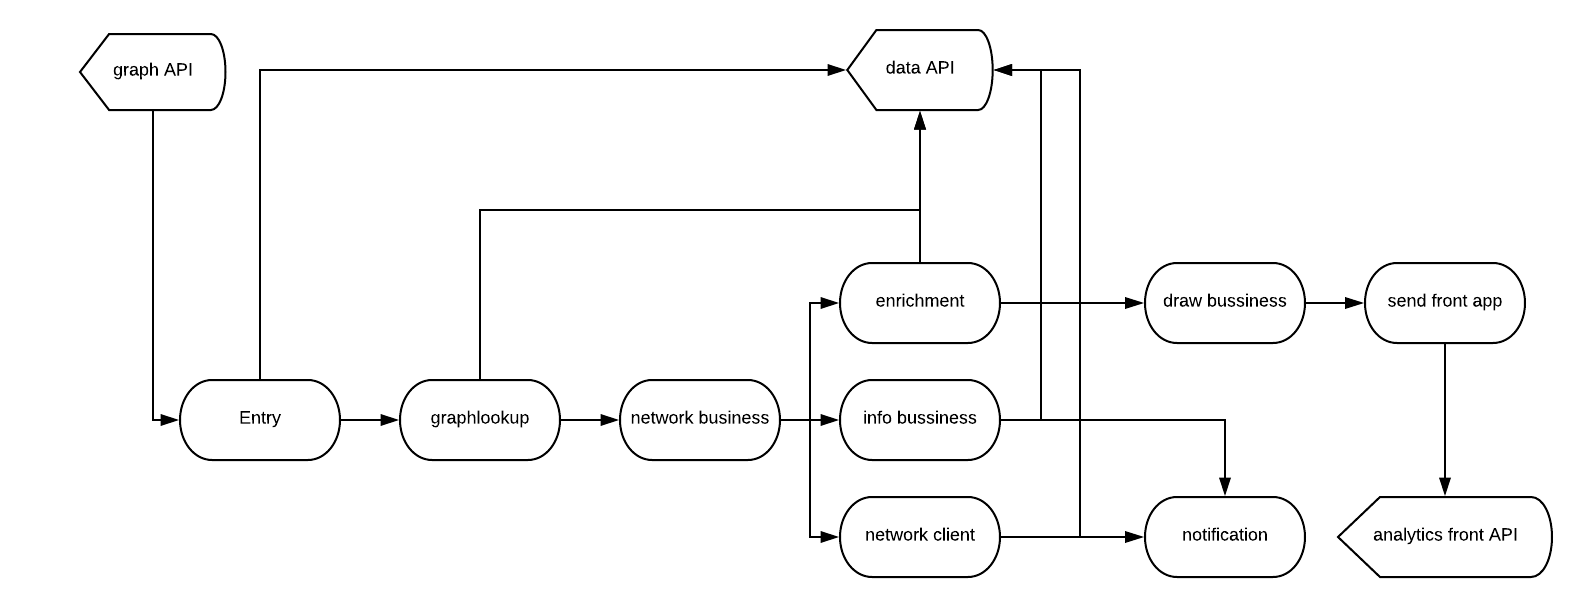 graph API
data API
enrichment
draw bussiness
send front app
Entry
graphlookup
network business
info bussiness
network client
notification
analytics front API